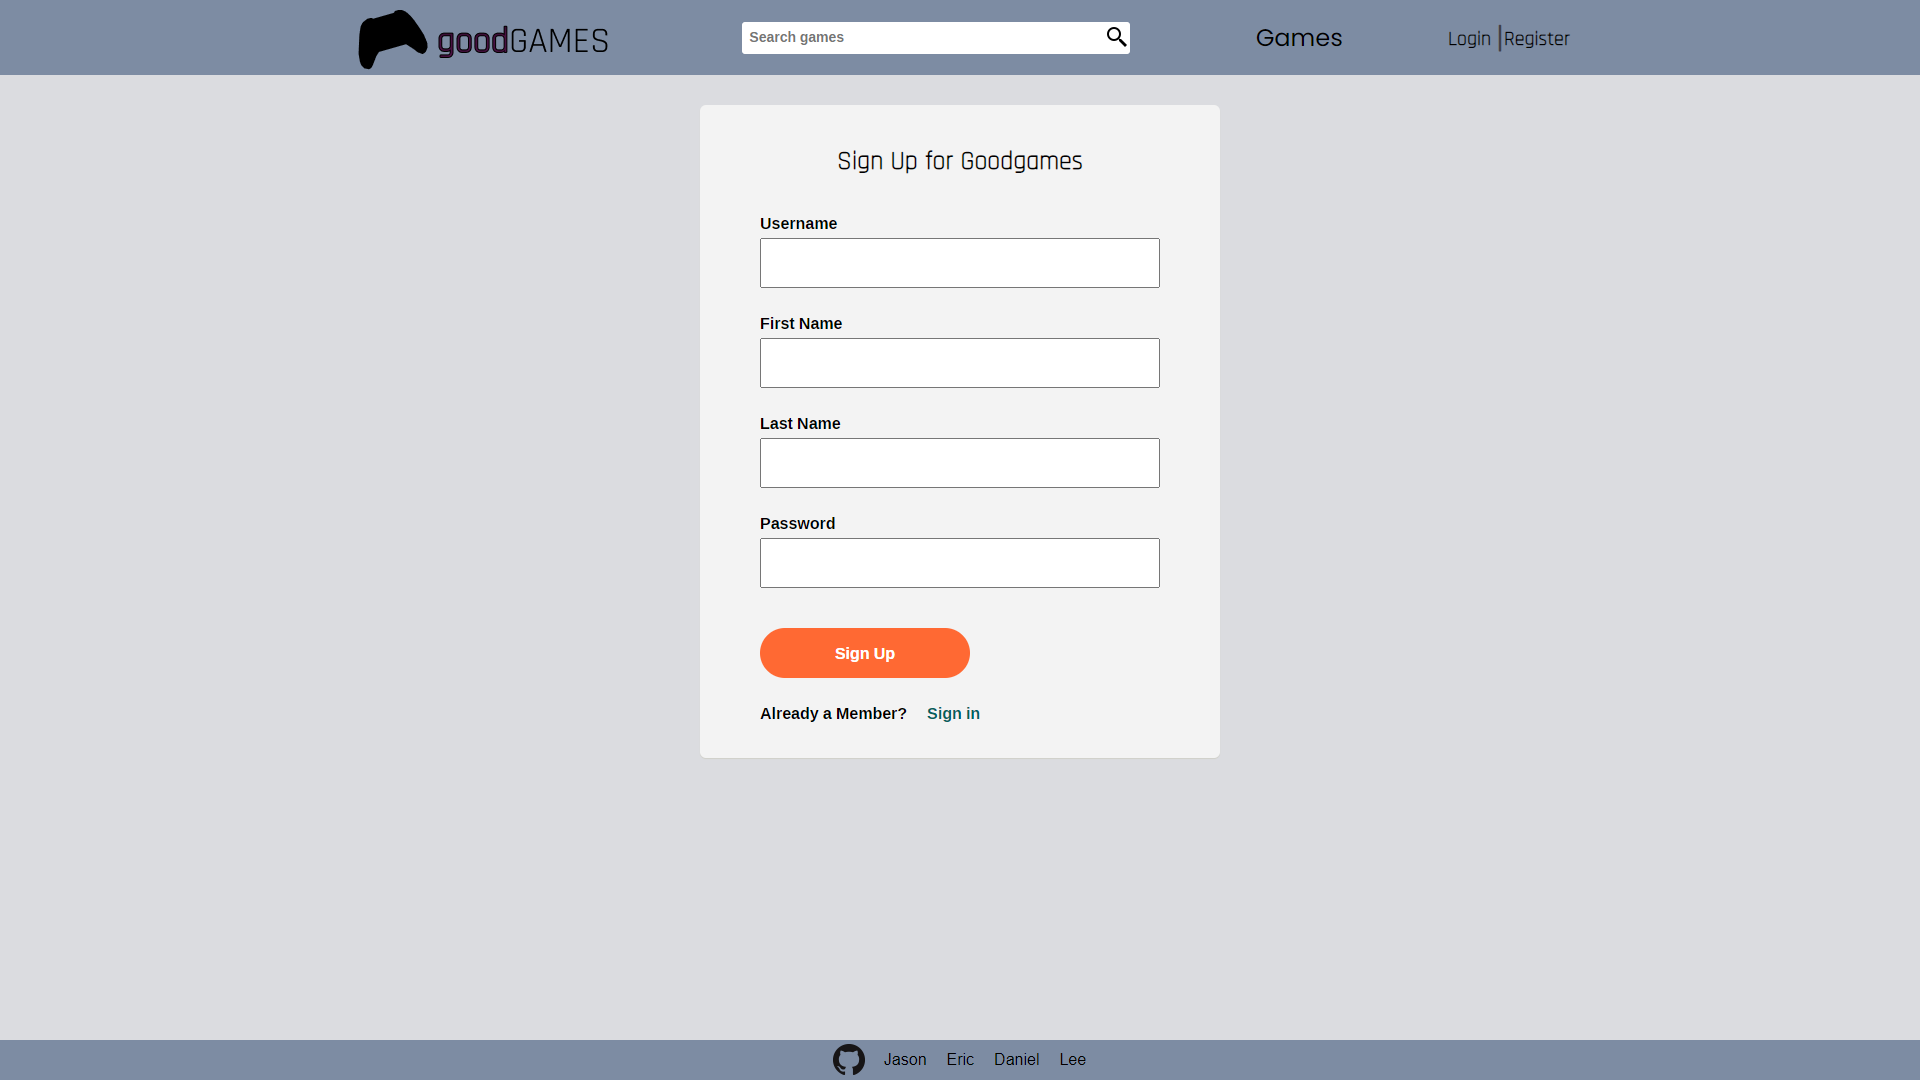 goodGAMES
Search games
Games
Login | Register
Sign Up for Goodgames
Username
First Name
Last Name
Password
Sign Up
Already a Member? Sign in
Jason Eric Daniel Lee